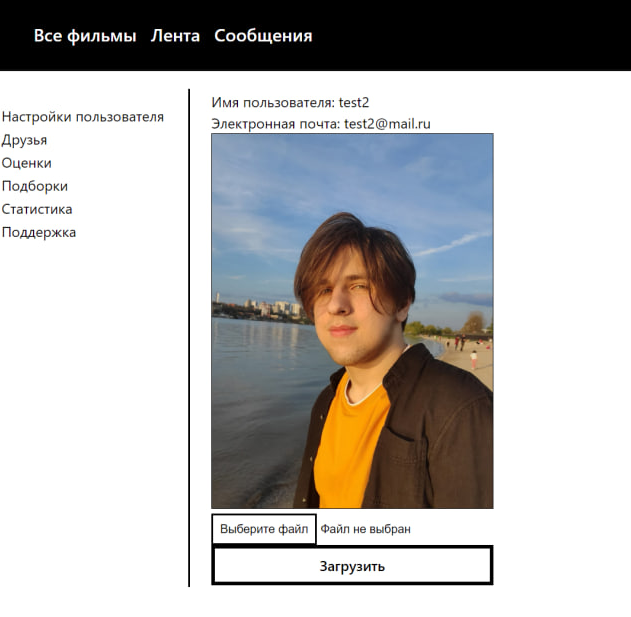 Все фильмы Лента Сообщения
Настройки пользователя
Друзья
Оценки
Подборки
Статистика
Поддержка
Имя пользователя: test2
Электронная почта: test2@mail.ru
Выберите файл Файл не выбран
Загрузить